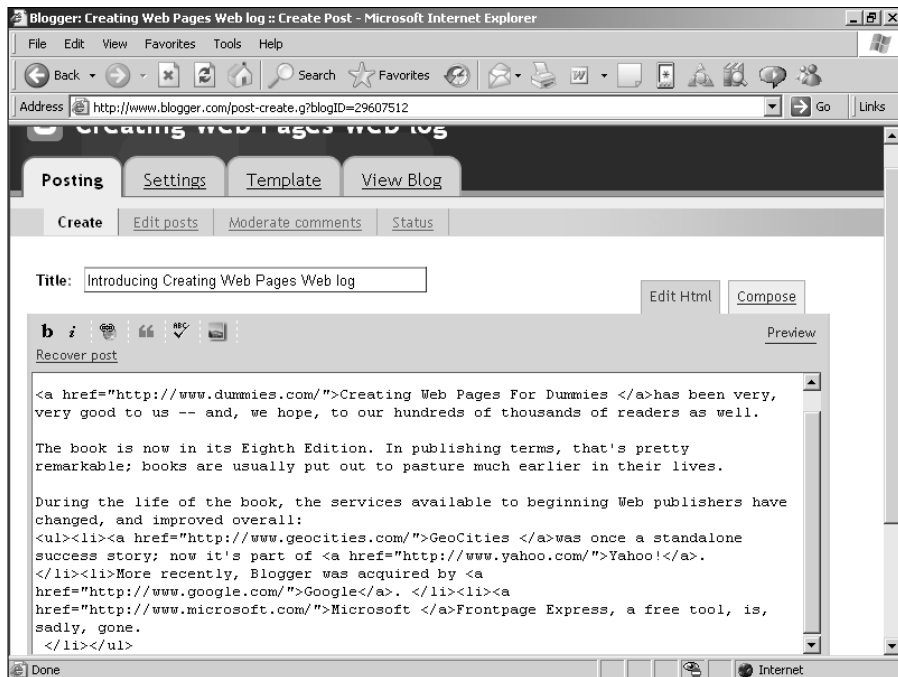 Blogger: Creating Web Pages Web log :: Create Post - Microsoft Internet Explorer
File Edit View Favorites Tools Help
Back Search Favorites W
Address http://www.blogger.com/post-create.g?blogID=29607512 Go Links
Creating Web Pages Web log
Posting Settings Template View Blog
Create Edit posts Moderate comments Status
Title: Introducing Creating Web Pages Web log
Edit Html Compose
b i ABC Preview
Recover post
<a href="http://www.dummies.com/">Creating Web Pages For Dummies </a>has been very,
very good to us -- and, we hope, to our hundreds of thousands of readers as well.
The book is now in its Eighth Edition. In publishing terms, that's pretty
remarkable; books are usually put out to pasture much earlier in their lives.
During the life of the book, the services available to beginning Web publishers have
changed, and improved overall:
<ul><li><a href="http://www.geocities.com/">GeoCities </a>was once a standalone
success story; now it's part of <a href="http://www.yahoo.com/">Yahoo!</a>.
</li><li>More recently, Blogger was acquired by <a
href="http://www.google.com/">Google</a>. </li><li><a
href="http://www.microsoft.com/">Microsoft </a>Frontpage Express, a free tool, is,
sadly, gone.
</li></ul>
Done Internet